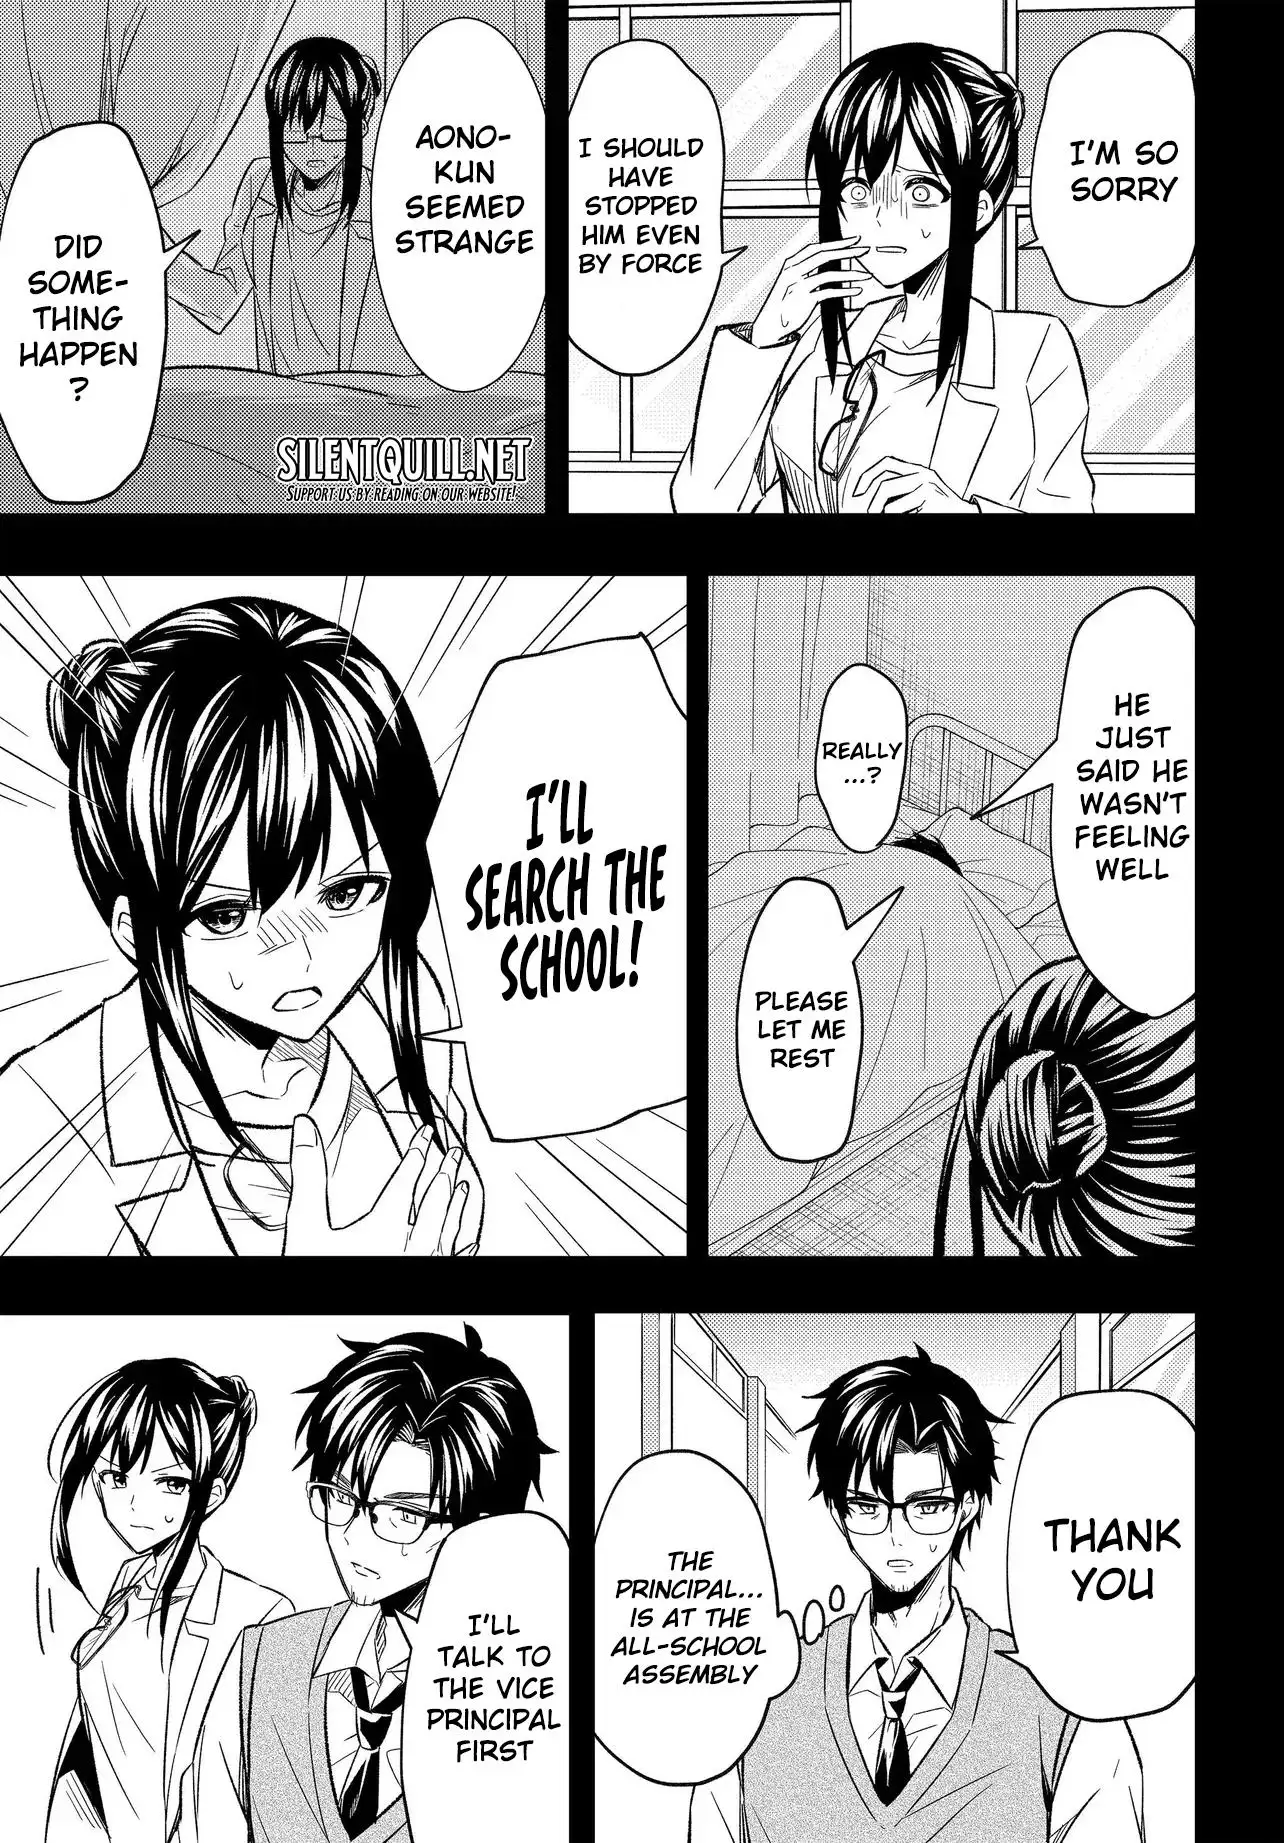 I'M SO
SORRY
I SHOULD
HAVE
STOPPED
HIM EVEN
BY FORCE
AONO-
KUN
SEEMED
STRANGE
DID
SOME-
THING
HAPPEN
?
SILENTQUILL.NET
SUPPORT US BY READING ON OUR WEBSITE!
HE
JUST
SAID HE
WASN'T
FEELING
WELL
REALLY
...?
PLEASE
LET ME
REST
I'LL
SEARCH THE
SCHOOL!
THANK
YOU
THE
PRINCIPAL...
IS AT THE
ALL-SCHOOL
ASSEMBLY
I'LL
TALK TO
THE VICE
PRINCIPAL
FIRST